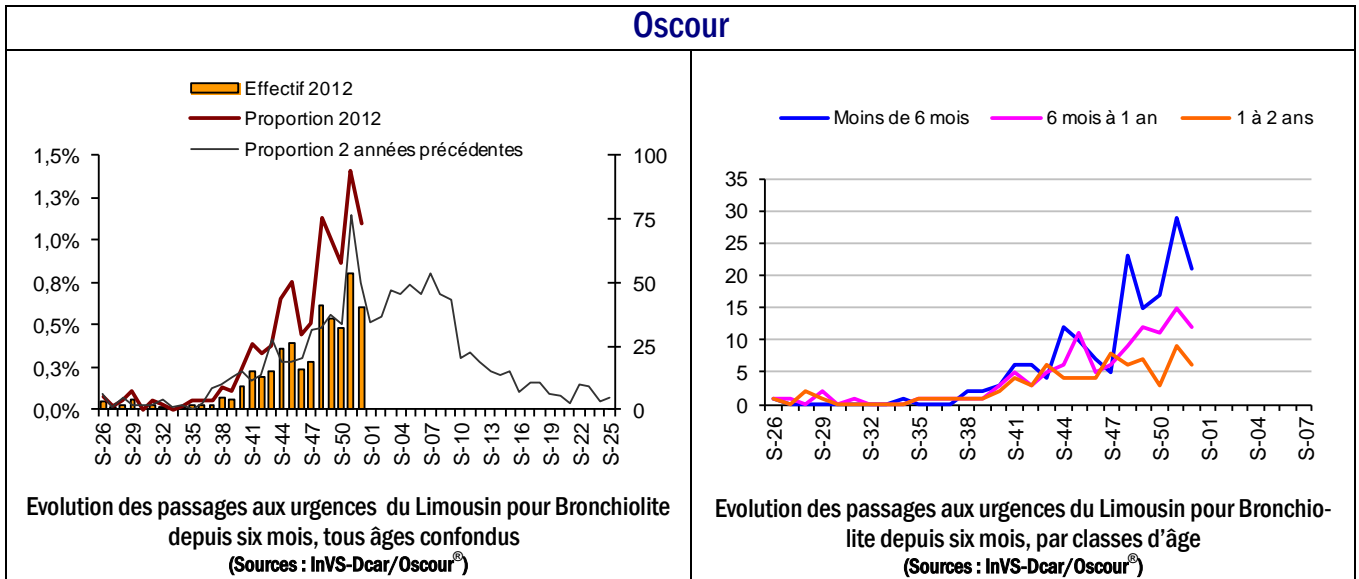 Oscour
Effectif 2012
Proportion 2012
Proportion 2 années précédentes
1,5%
1,3%
1,0%
0,8%
0,5%
0,3%
0,0%
100
75
50
25
0
S-26
S-29
S-32
S-35
S-38
S-41
S-44
S-47
S-50
S-01
S-04
S-07
S-10
S-13
S-16
S-19
S-22
S-25
Evolution des passages aux urgences du Limousin pour Bronchiolite
depuis six mois, tous âges confondus
(Sources : InVS-Dcar/Oscour®)
Moins de 6 mois
6 mois à 1 an
1 à 2 ans
35
30
25
20
15
10
5
0
S-26
S-29
S-32
S-35
S-38
S-41
S-44
S-47
S-50
S-01
S-04
S-07
Evolution des passages aux urgences du Limousin pour Bronchio-
lite depuis six mois, par classes d'âge
(Sources : InVS-Dcar/Oscour®)